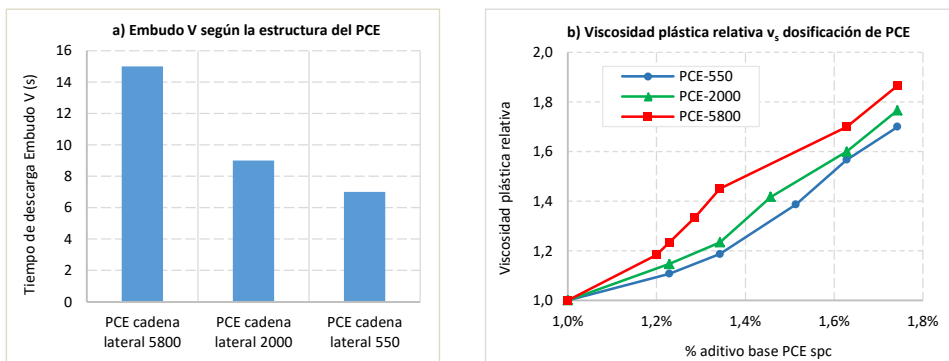 a) Embudo V según la estructura del PCE
Tiempo de descarga Embudo V (s)
16
14
12
10
8
6
4
2
0
PCE cadena
lateral 5800
PCE cadena
lateral 2000
PCE cadena
lateral 550
b) Viscosidad plástica relativa vs dosificación de PCE
Viscosidad plástica relativa
2,0
1,8
1,6
1,4
1,2
1,0
PCE-550
PCE-2000
PCE-5800
1,0%
1,2%
1,4%
1,6%
1,8%
% aditivo base PCE spc